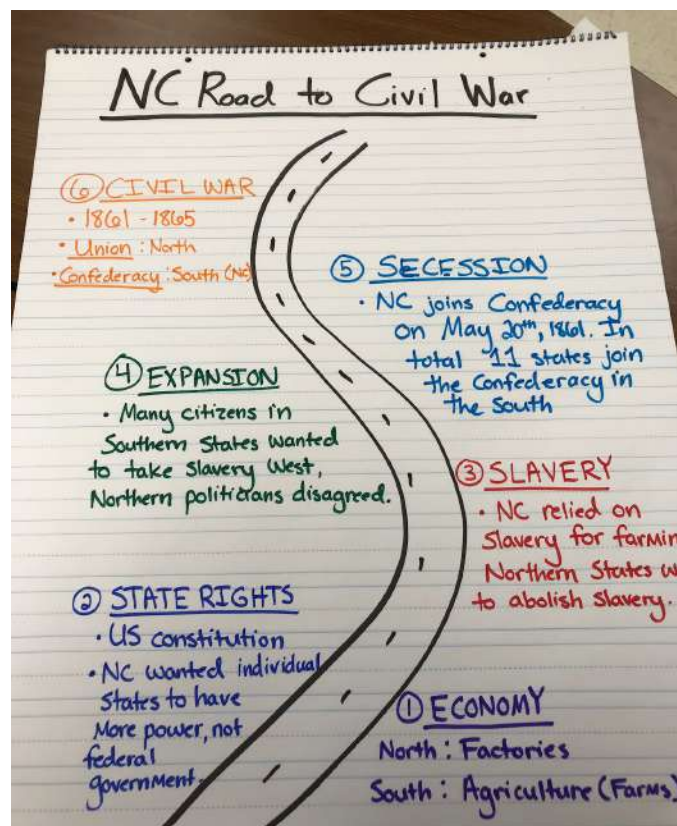 NC Road to Civil War
⑥ CIVIL WAR
• 1861 - 1865
• Union : North
• Confederacy : South (NC)
⑤ SECESSION
• NC joins Confederacy
on May 20th, 1861. In
total 11 states join
the Confederacy in
the South
④ EXPANSION
• Many citizens in
Southern States wanted
to take slavery West,
Northern politicians disagreed.
③ SLAVERY
• NC relied on
Slavery for farmin
Northern States w
to abolish slavery.
② STATE RIGHTS
• US constitution
• NC wanted individual
States to have
More power, not
federal
government.
① ECONOMY
North : Factories
South : Agriculture (Farms)